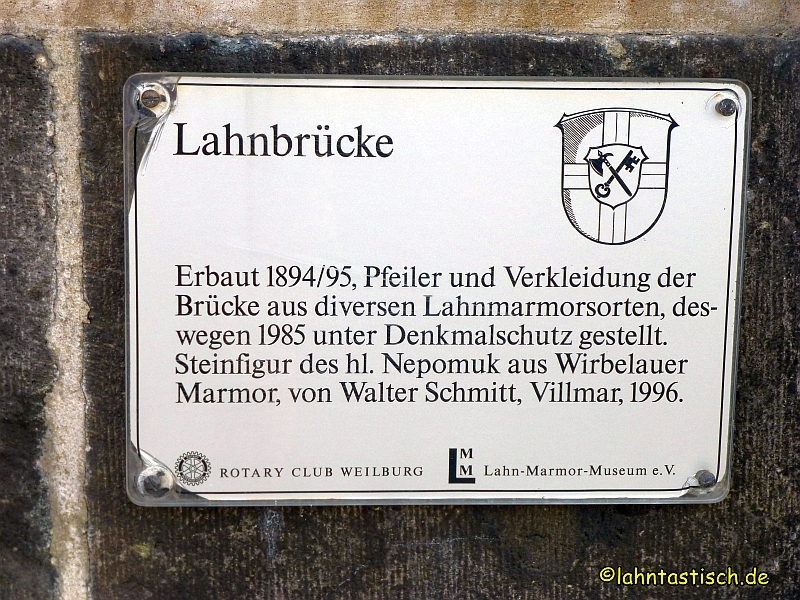 Lahnbrücke
Erbaut 1894/95, Pfeiler und Verkleidung der
Brücke aus diversen Lahnmarmorsorten, des-
wegen 1985 unter Denkmalschutz gestellt.
Steinfigur des hl. Nepomuk aus Wirbelauer
Marmor, von Walter Schmitt, Villmar, 1996.
ROTARY CLUB WEILBURG
LMM Lahn-Marmor-Museum e.V.
©lahntastisch.de